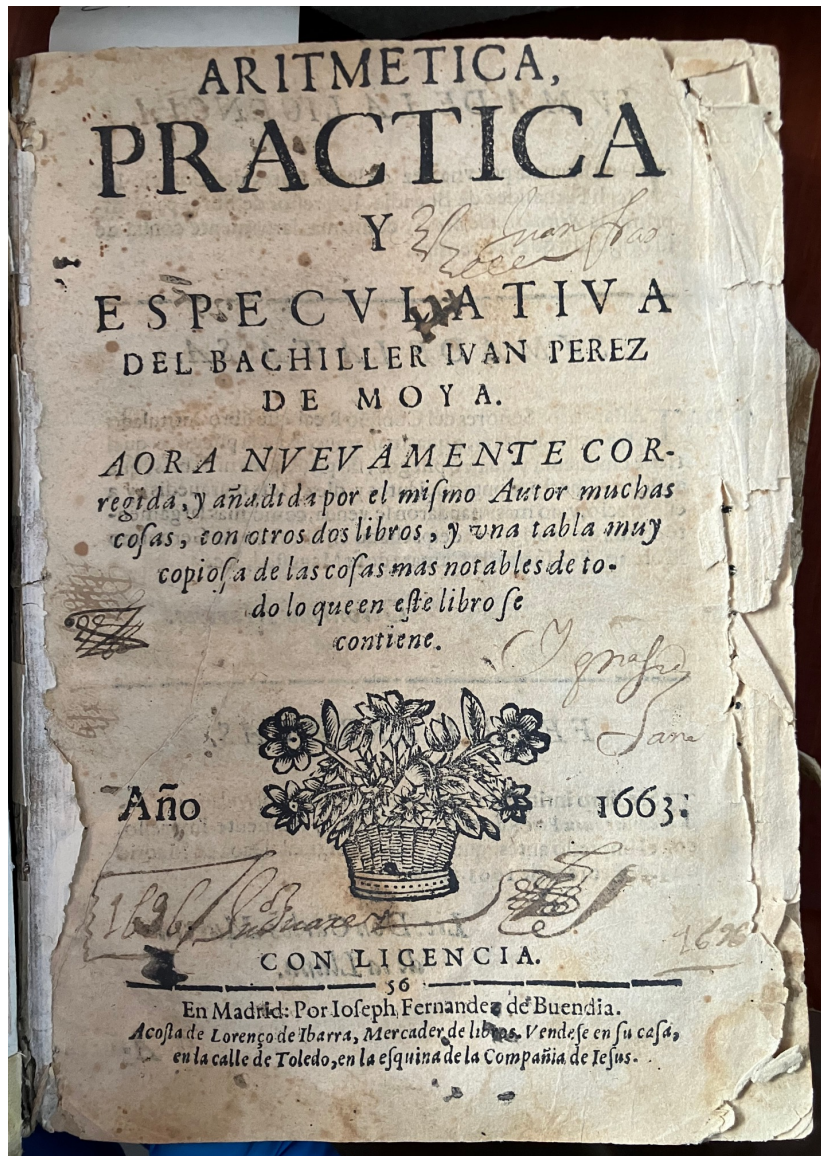 ARITMETICA,
PRACTICA
Y
Juan
ESPECVLATIVA
DEL BACHILLER IVAN PEREZ
DE MOYA.
AORA NVEVAMENTE COR-
regida, y añadida por el miſmo Autor muchas
coſas, con otros dos libros, y vna tabla muy
copioſa de las coſas mas notables de to-
do lo que en eſte libro ſe
contiene.
Año 1663.
1696
1696
CON LICENCIA.
56
En Madrid: Por Ioſeph Fernandez de Buendia.
Acoſta de Lorenço de Ibarra, Mercader de libros. Vendeſe en ſu caſa,
en la calle de Toledo, en la eſquina de la Compañia de Ieſus.